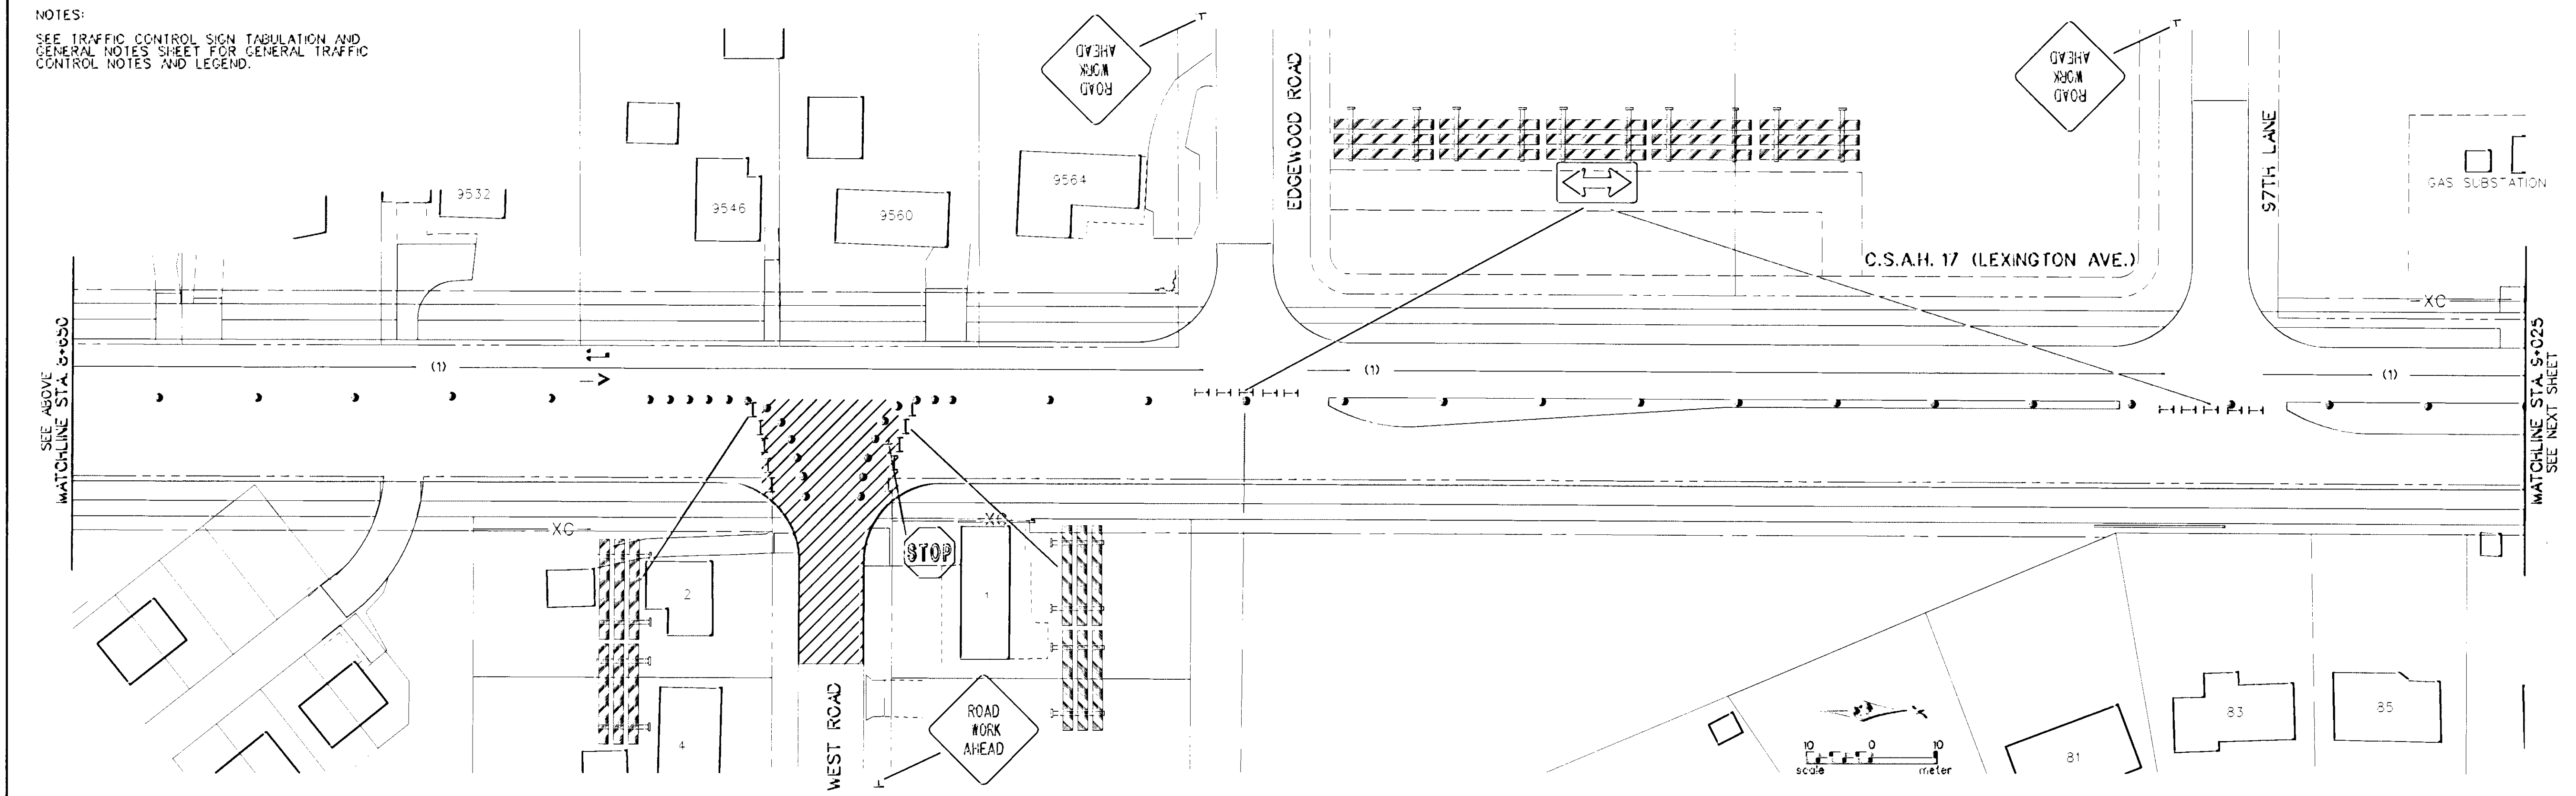 NOTES:
SEE TRAFFIC CONTROL SIGN TABULATION AND
GENERAL NOTES SHEET FOR GENERAL TRAFFIC
CONTROL NOTES AND LEGEND.
ROAD
WORK
AHEAD
EDGEWOOD ROAD
ROAD
WORK
AHEAD
97TH LANE
GAS SUBSTATION
9532
9546
9560
9564
C.S.A.H. 17 (LEXINGTON AVE.)
XC
SEE ABOVE
MATCHLINE STA. 8+650
(1)
(1)
(1)
MATCHLINE STA. 9+025
SEE NEXT SHEET
XC
XC
STOP
2
1
4
WEST ROAD
ROAD
WORK
AHEAD
10 0 10
scale meter
81
83
85